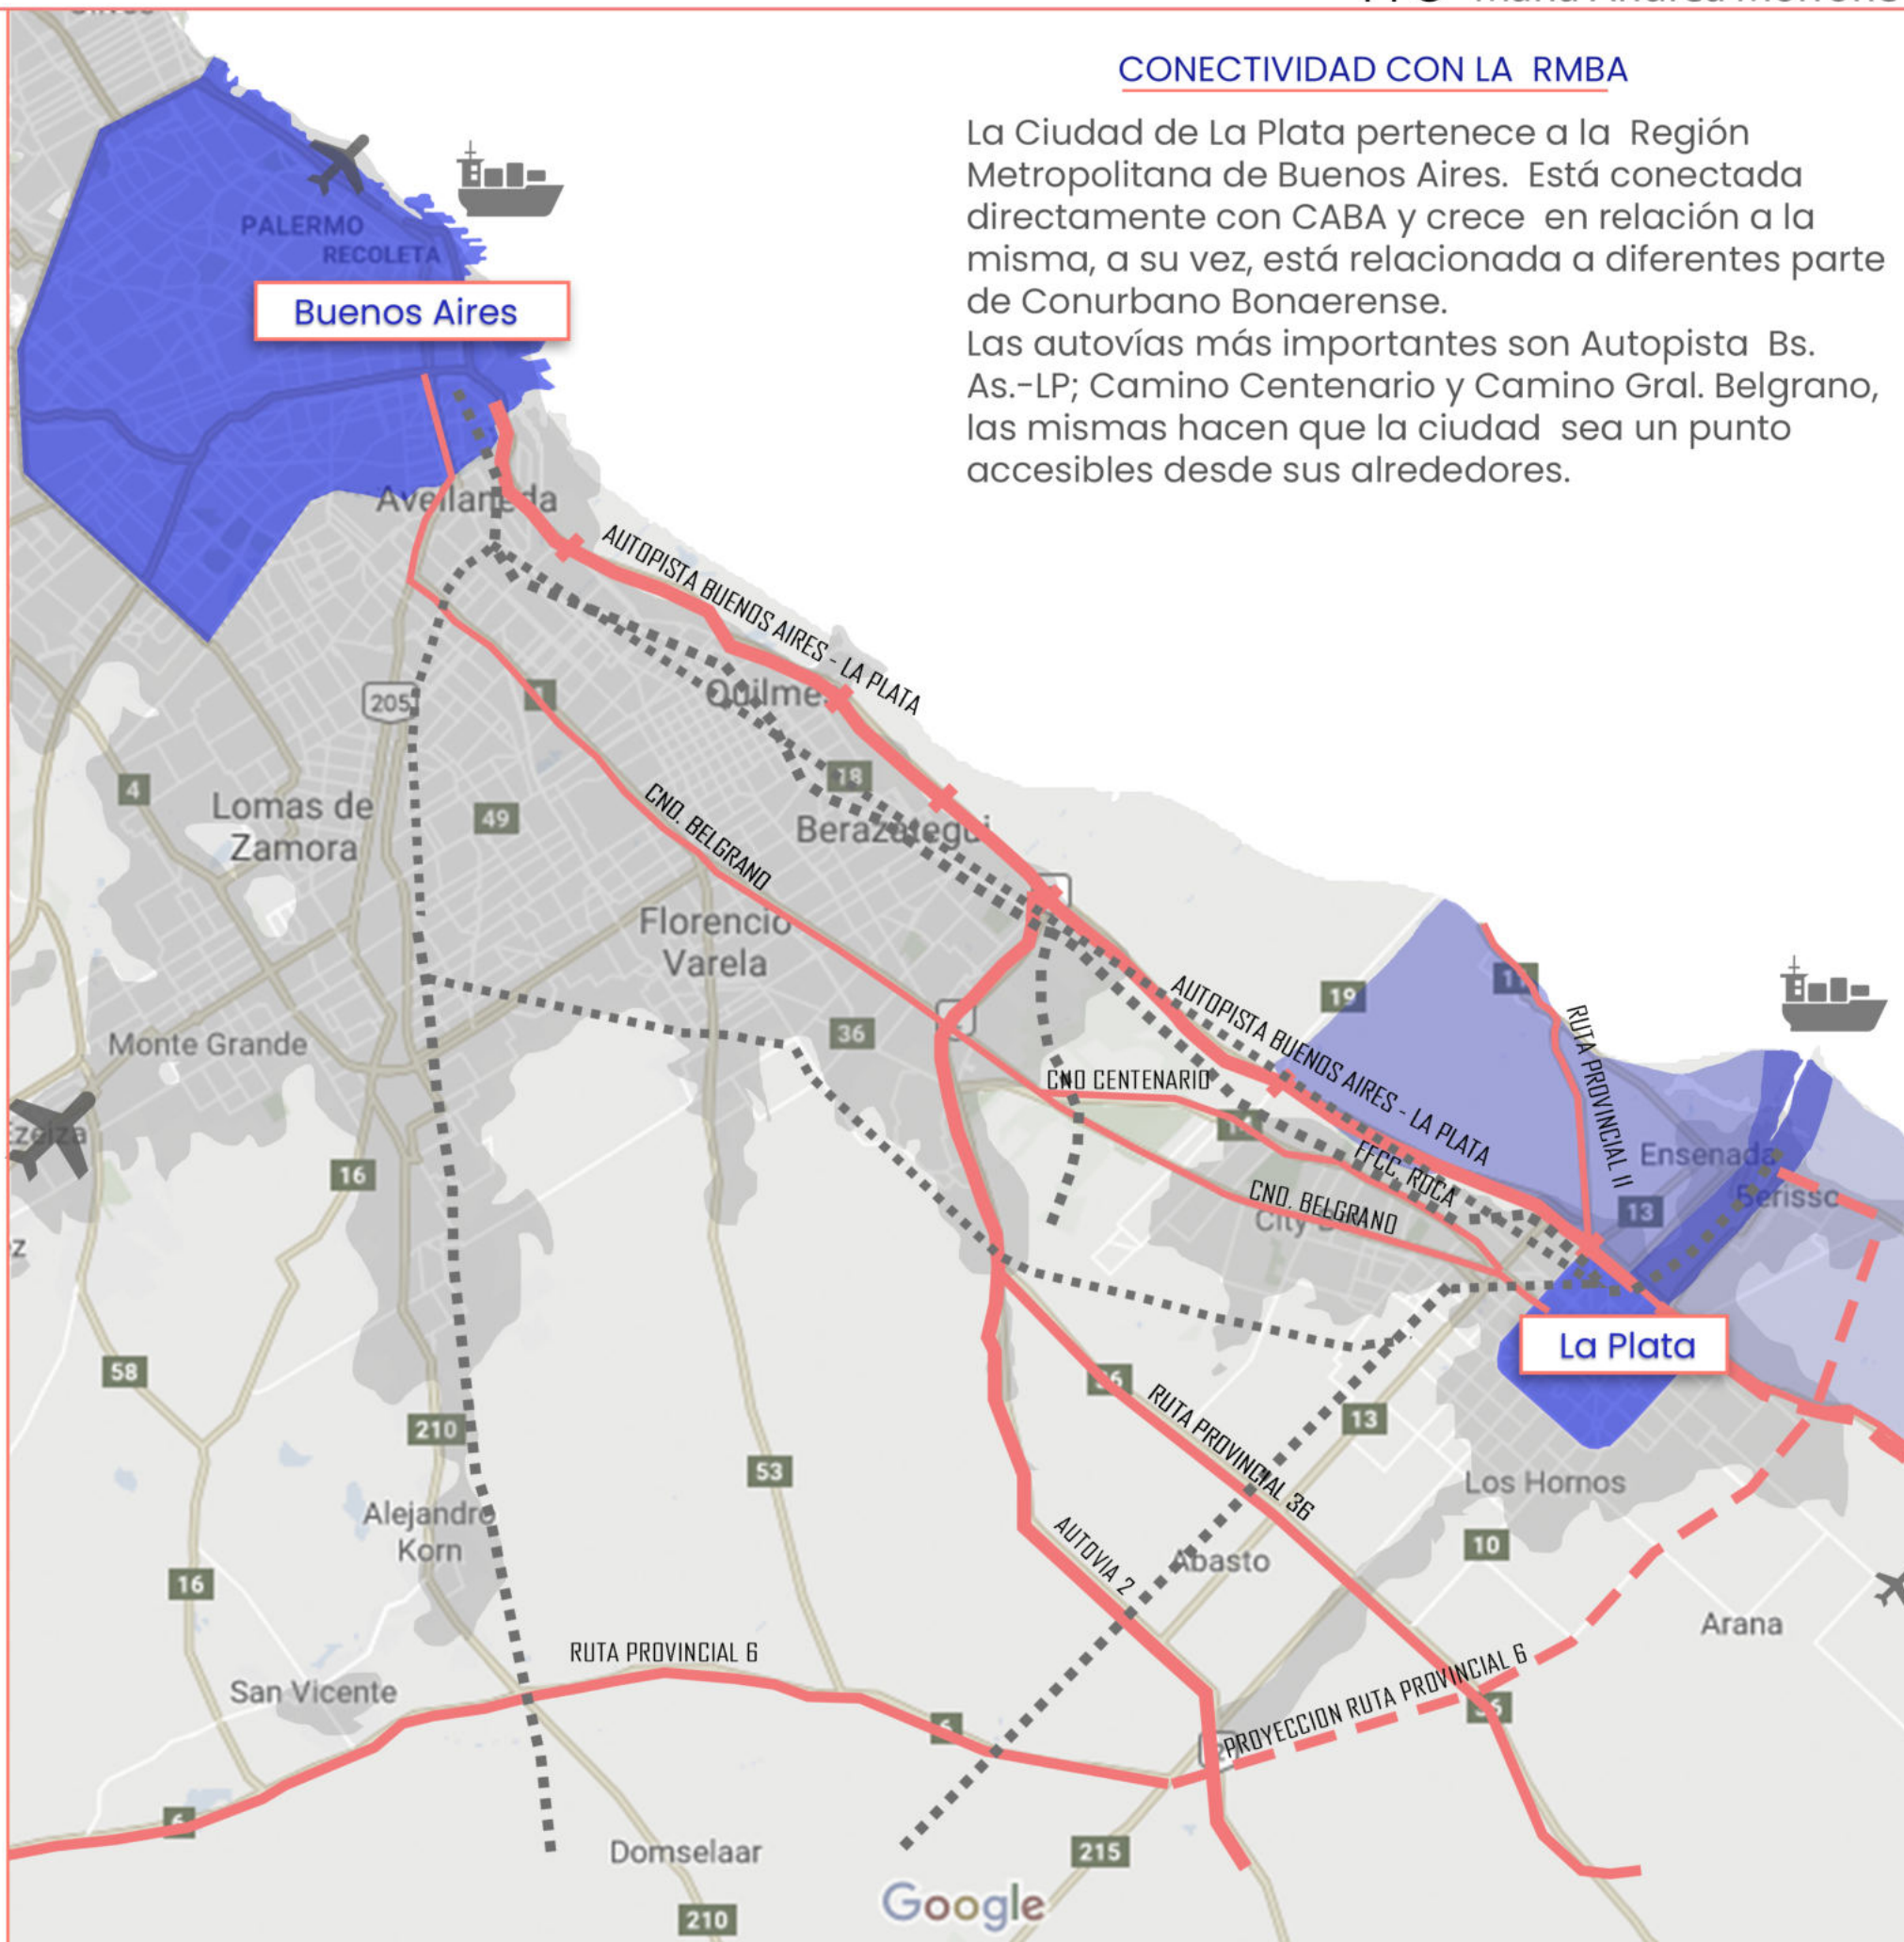 CONECTIVIDAD CON LA RMBA
La Ciudad de La Plata pertenece a la Región
Metropolitana de Buenos Aires. Está conectada
directamente con CABA y crece en relación a la
misma, a su vez, está relacionada a diferentes parte
de Conurbano Bonaerense.
Las autovías más importantes son Autopista Bs.
As.-LP; Camino Centenario y Camino Gral. Belgrano,
las mismas hacen que la ciudad sea un punto
accesibles desde sus alrededores.
PALERMO
RECOLETA
Buenos Aires
Avellaneda
AUTOPISTA BUENOS AIRES - LA PLATA
205
Quilmes
18
4
Lomas de
Zamora
49
CNO. BELGRANO
Berazategui
Florencio
Varela
19
AUTOPISTA BUENOS AIRES - LA PLATA
RUTA PROVINCIAL 11
Monte Grande
36
CNO CENTENARIO
14
Ezeiza
16
FFCC. ROCA
Ensenada
CNO. BELGRANO
City
13
Berisso
La Plata
58
36
RUTA PROVINCIAL 36
13
210
53
Los Hornos
Alejandro
Korn
AUTOVIA 2
10
Abasto
16
Arana
RUTA PROVINCIAL 6
San Vicente
PROYECCION RUTA PROVINCIAL 6
6
36
2
6
Domselaar
215
Google
210